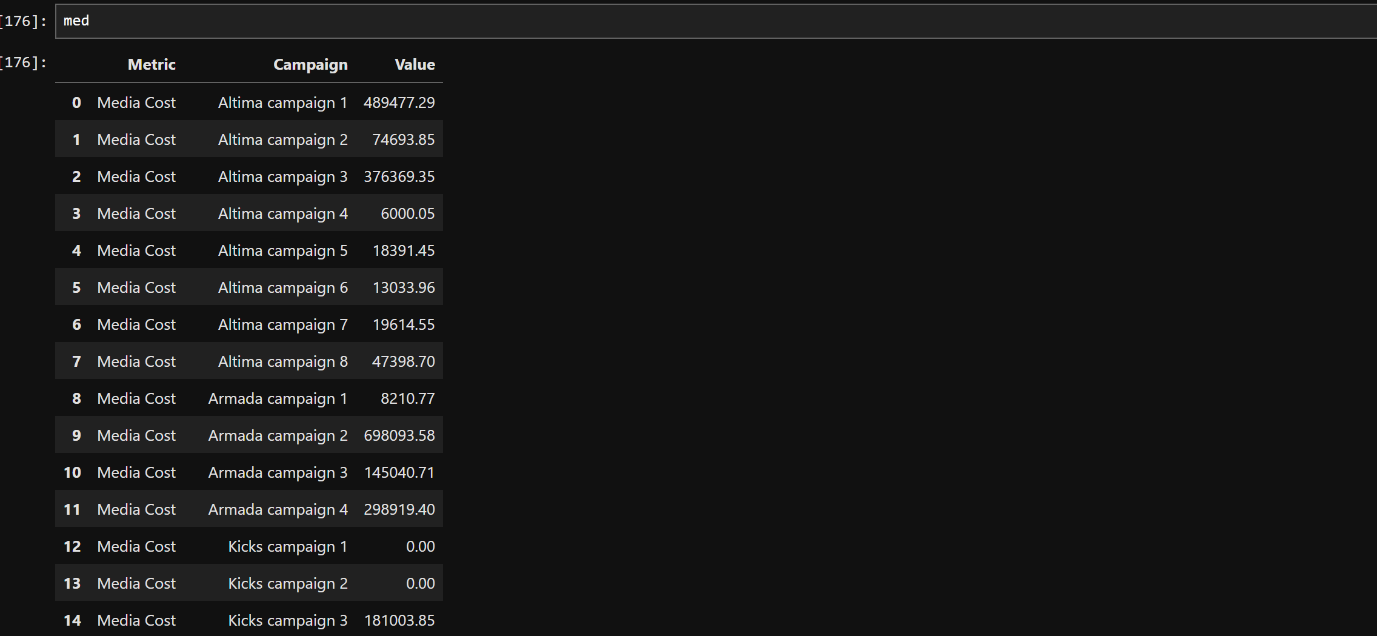 [176]: med
[176]:
Metric Campaign Value
0 Media Cost Altima campaign 1 489477.29
1 Media Cost Altima campaign 2 74693.85
2 Media Cost Altima campaign 3 376369.35
3 Media Cost Altima campaign 4 6000.05
4 Media Cost Altima campaign 5 18391.45
5 Media Cost Altima campaign 6 13033.96
6 Media Cost Altima campaign 7 19614.55
7 Media Cost Altima campaign 8 47398.70
8 Media Cost Armada campaign 1 8210.77
9 Media Cost Armada campaign 2 698093.58
10 Media Cost Armada campaign 3 145040.71
11 Media Cost Armada campaign 4 298919.40
12 Media Cost Kicks campaign 1 0.00
13 Media Cost Kicks campaign 2 0.00
14 Media Cost Kicks campaign 3 181003.85